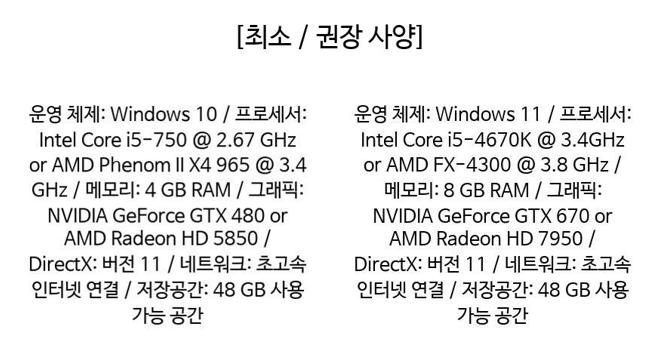 [최소 / 권장 사양]
운영 체제: Windows 10 / 프로세서:
Intel Core i5-750 @ 2.67 GHz
or AMD Phenom II X4 965 @ 3.4
GHz / 메모리: 4 GB RAM / 그래픽:
NVIDIA GeForce GTX 480 or
AMD Radeon HD 5850 /
DirectX: 버전 11 / 네트워크: 초고속
인터넷 연결 / 저장공간: 48 GB 사용
가능 공간
운영 체제: Windows 11 / 프로세서:
Intel Core i5-4670K @ 3.4GHz
or AMD FX-4300 @ 3.8 GHz /
메모리: 8 GB RAM / 그래픽:
NVIDIA GeForce GTX 670 or
AMD Radeon HD 7950 /
DirectX: 버전 11 / 네트워크: 초고속
인터넷 연결 / 저장공간: 48 GB 사용
가능 공간